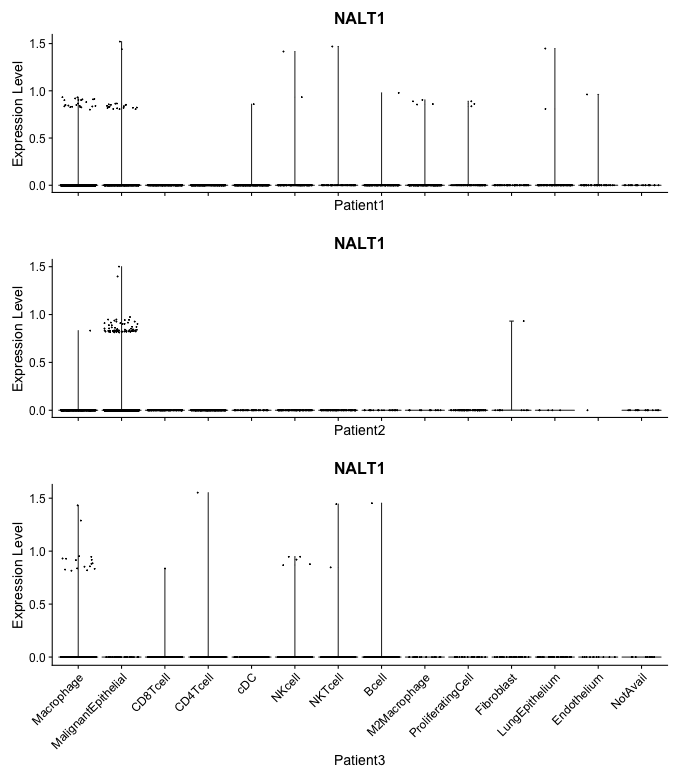 NALT1
Expression Level
1.5
1.0
0.5
0.0
Patient1
NALT1
Expression Level
1.5
1.0
0.5
0.0
Patient2
NALT1
Expression Level
1.5
1.0
0.5
0.0
Macrophage
MalignantEpithelial
CD8Tcell
CD4Tcell
cDC
NKcell
NKTcell
Bcell
M2Macrophage
ProliferatingCell
Fibroblast
LungEpithelium
Endothelium
NotAvail
Patient3